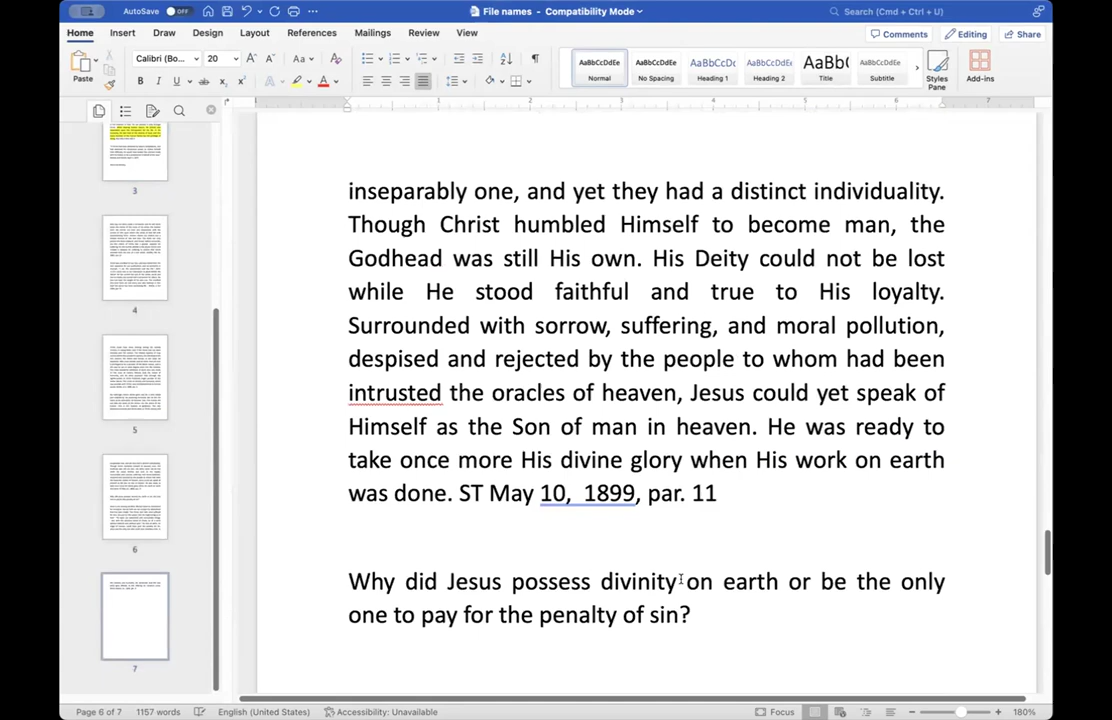 AutoSave OFF
File names - Compatibility Mode
Search (Cmd + Ctrl + U)
Home Insert Draw Design Layout References Mailings Review View
Comments Editing Share
Paste
Calibri (Bo... 20
Normal No Spacing Heading 1 Heading 2 Title Subtitle
Styles Pane
Add-ins
inseparably one, and yet they had a distinct individuality.
Though Christ humbled Himself to become man, the
Godhead was still His own. His Deity could not be lost
while He stood faithful and true to His loyalty.
Surrounded with sorrow, suffering, and moral pollution,
despised and rejected by the people to whom had been
intrusted the oracles of heaven, Jesus could yet speak of
Himself as the Son of man in heaven. He was ready to
take once more His divine glory when His work on earth
was done. ST May 10, 1899, par. 11
Why did Jesus possess divinity on earth or be the only
one to pay for the penalty of sin?
3
4
5
6
7
Page 6 of 7 1157 words English (United States) Accessibility: Unavailable Focus 180%